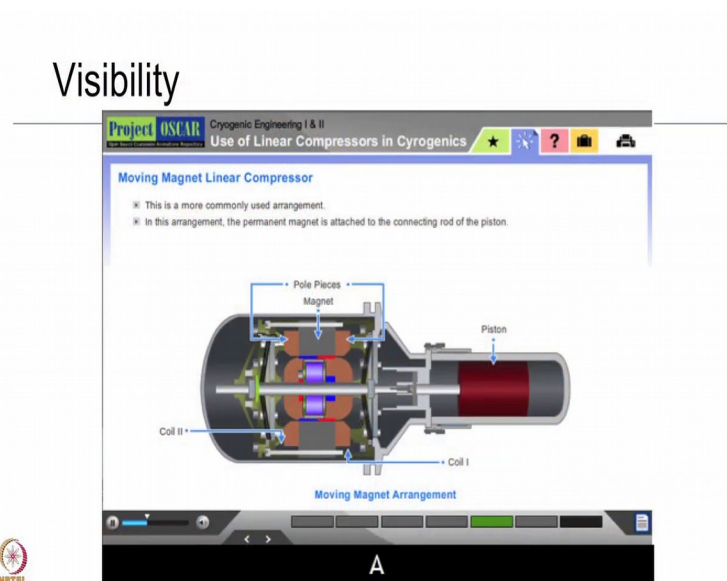 Visibility
Project OSCAR
Cryogenic Engineering I & II
Use of Linear Compressors in Cyrogenics
?
Moving Magnet Linear Compressor
This is a more commonly used arrangement.
In this arrangement, the permanent magnet is attached to the connecting rod of the piston.
Pole Pieces
Magnet
Piston
Coil II
Coil I
Moving Magnet Arrangement
A